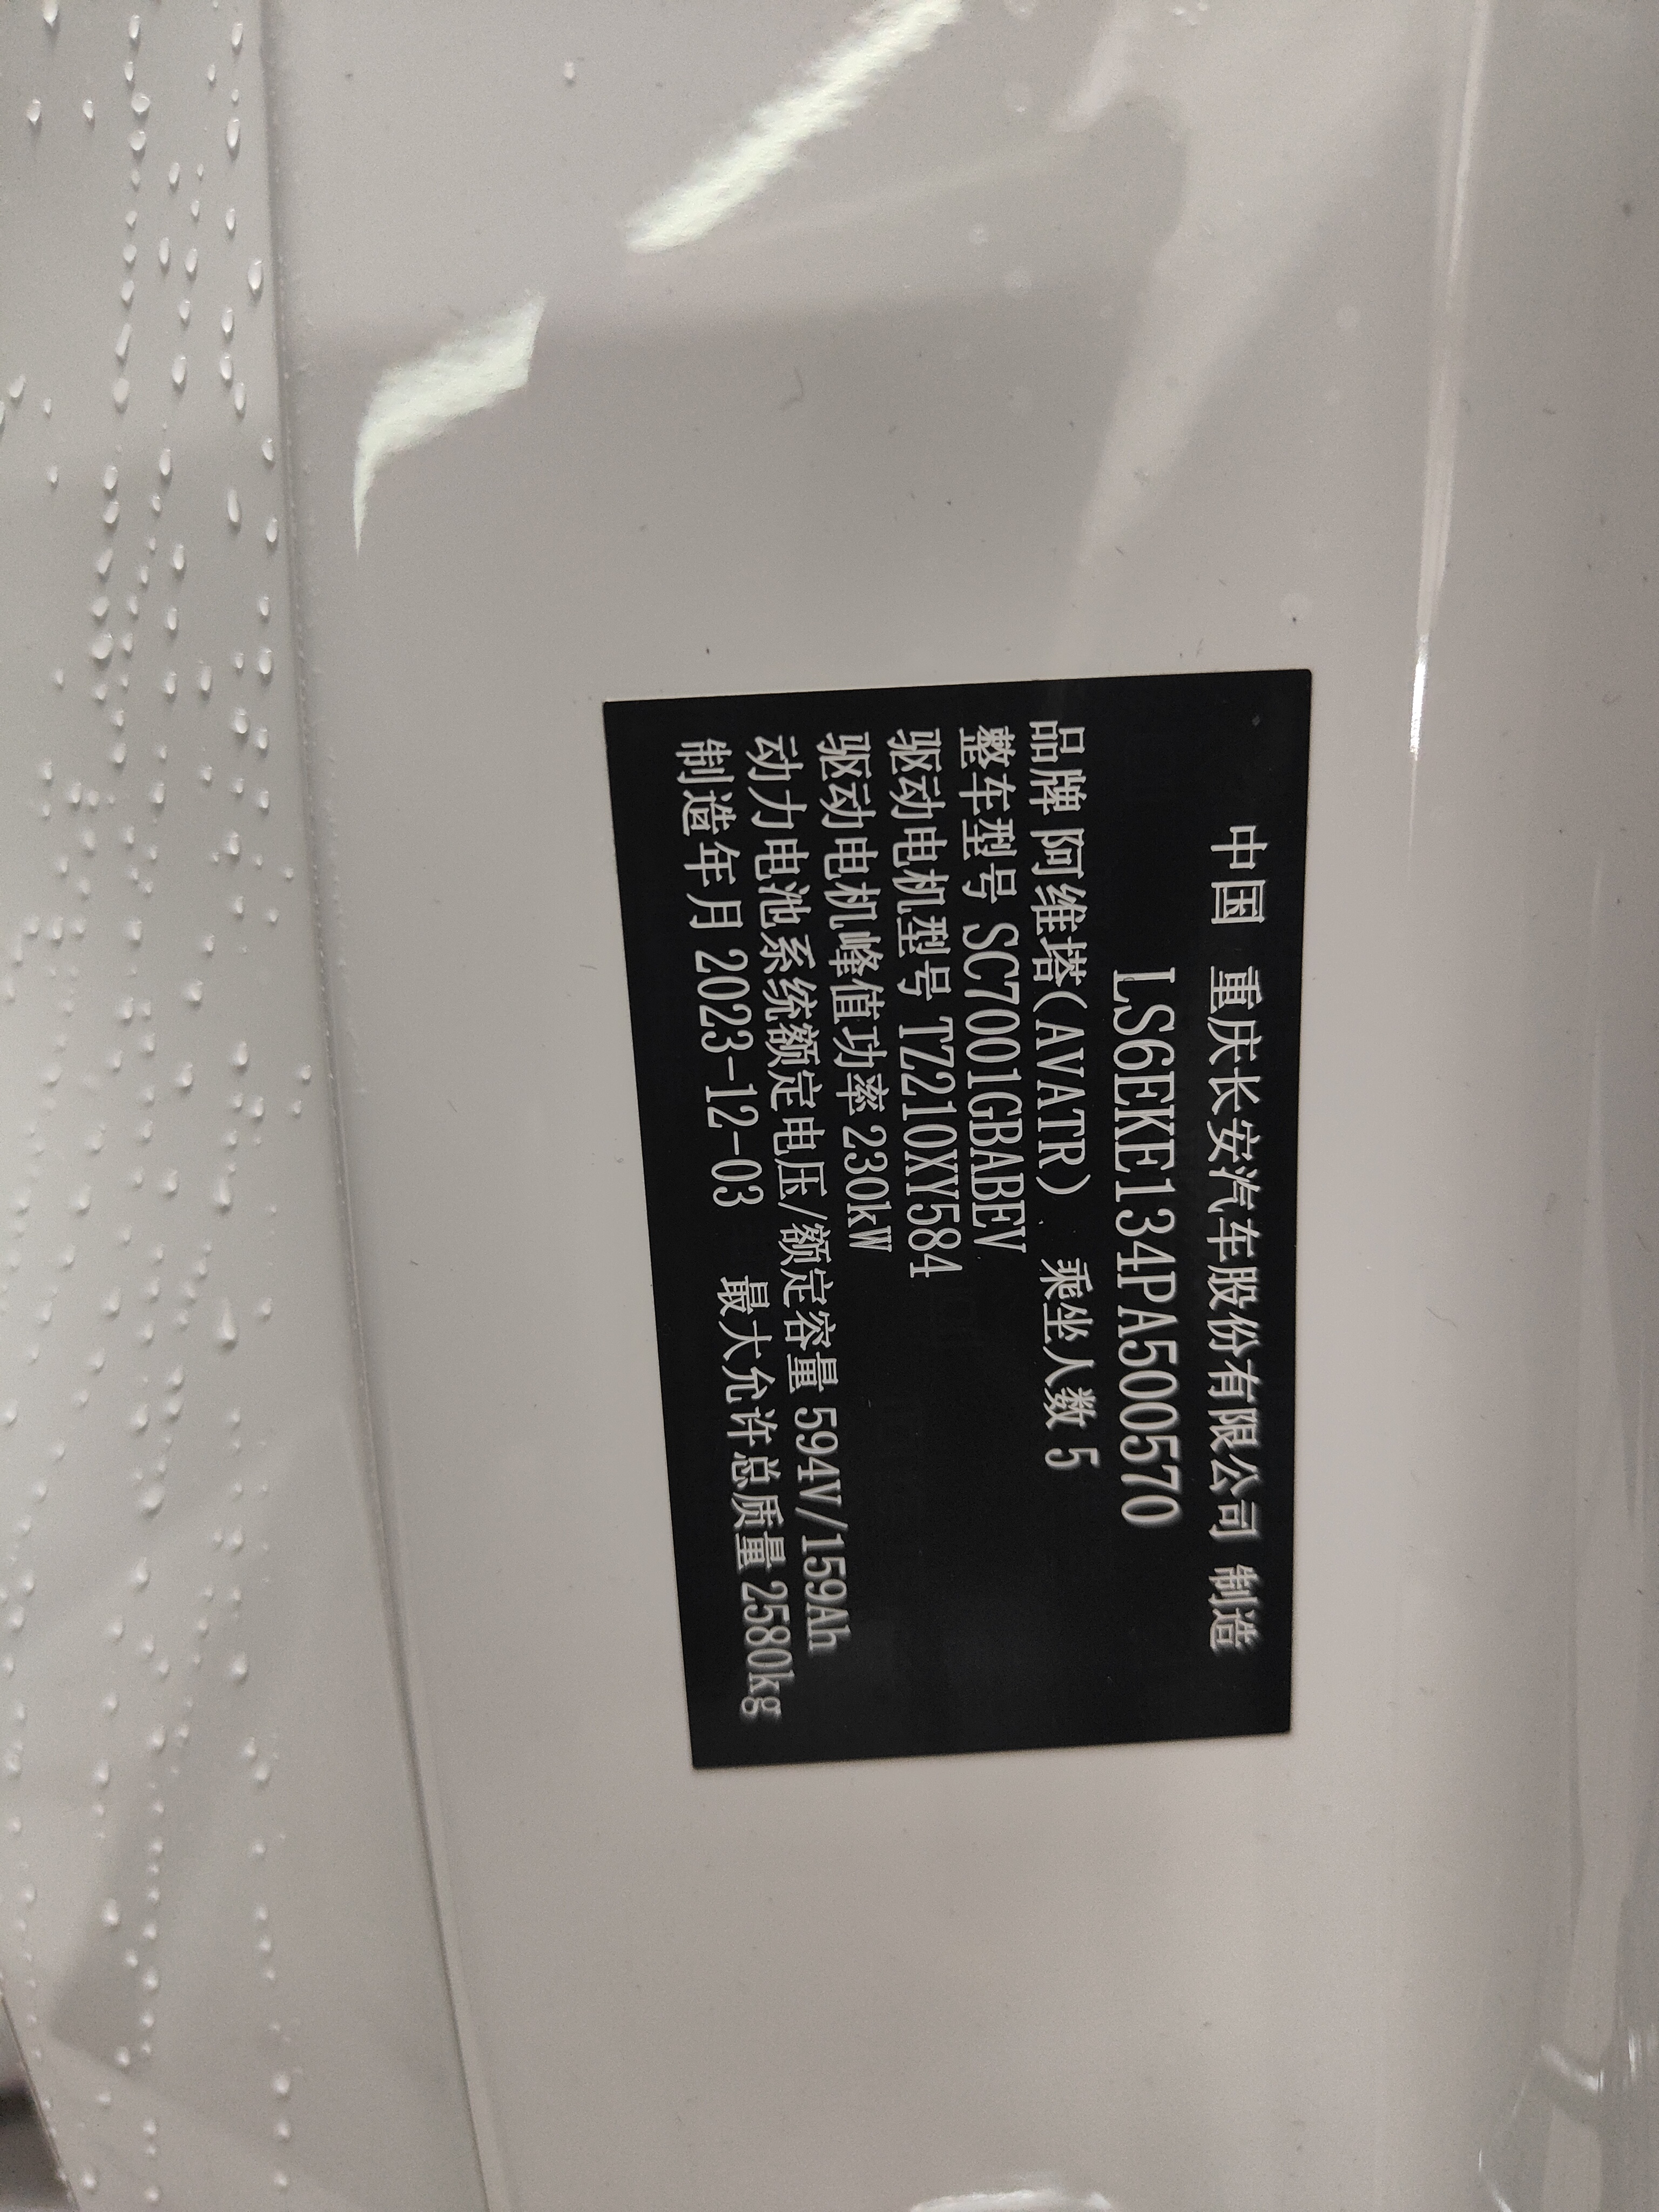 中国 重庆长安汽车股份有限公司 制造
LS6EKE134PA500570
品牌 阿维塔(AVATR) 乘坐人数 5
整车型号 SC7001GBABEV
驱动电机型号 TZ210XY584
驱动电机峰值功率 230kW
动力电池系统额定电压/额定容量 594V/159Ah
制造年月 2023-12-03 最大允许总质量 2580kg